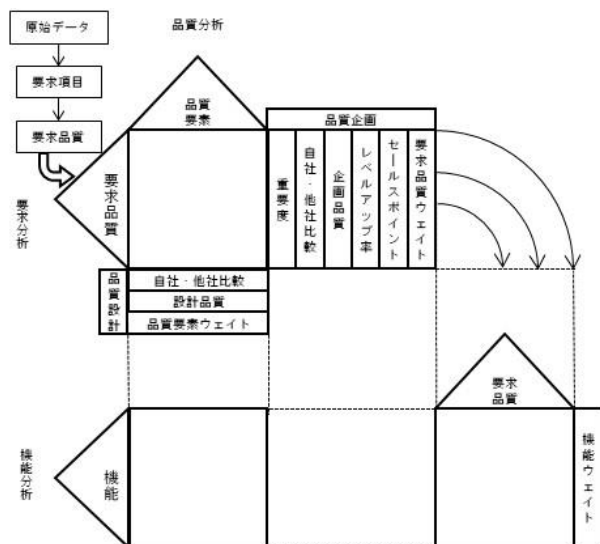 原始データ
品質分析
要求項目
品質
要素
要求品質
品質企画
要求分析
要求品質
重要度
自社・他社比較
企画品質
レベルアップ率
セールスポイント
要求品質ウェイト
品質設計
自社・他社比較
設計品質
品質要素ウェイト
要求
品質
機能分析
機能
機能ウェイト